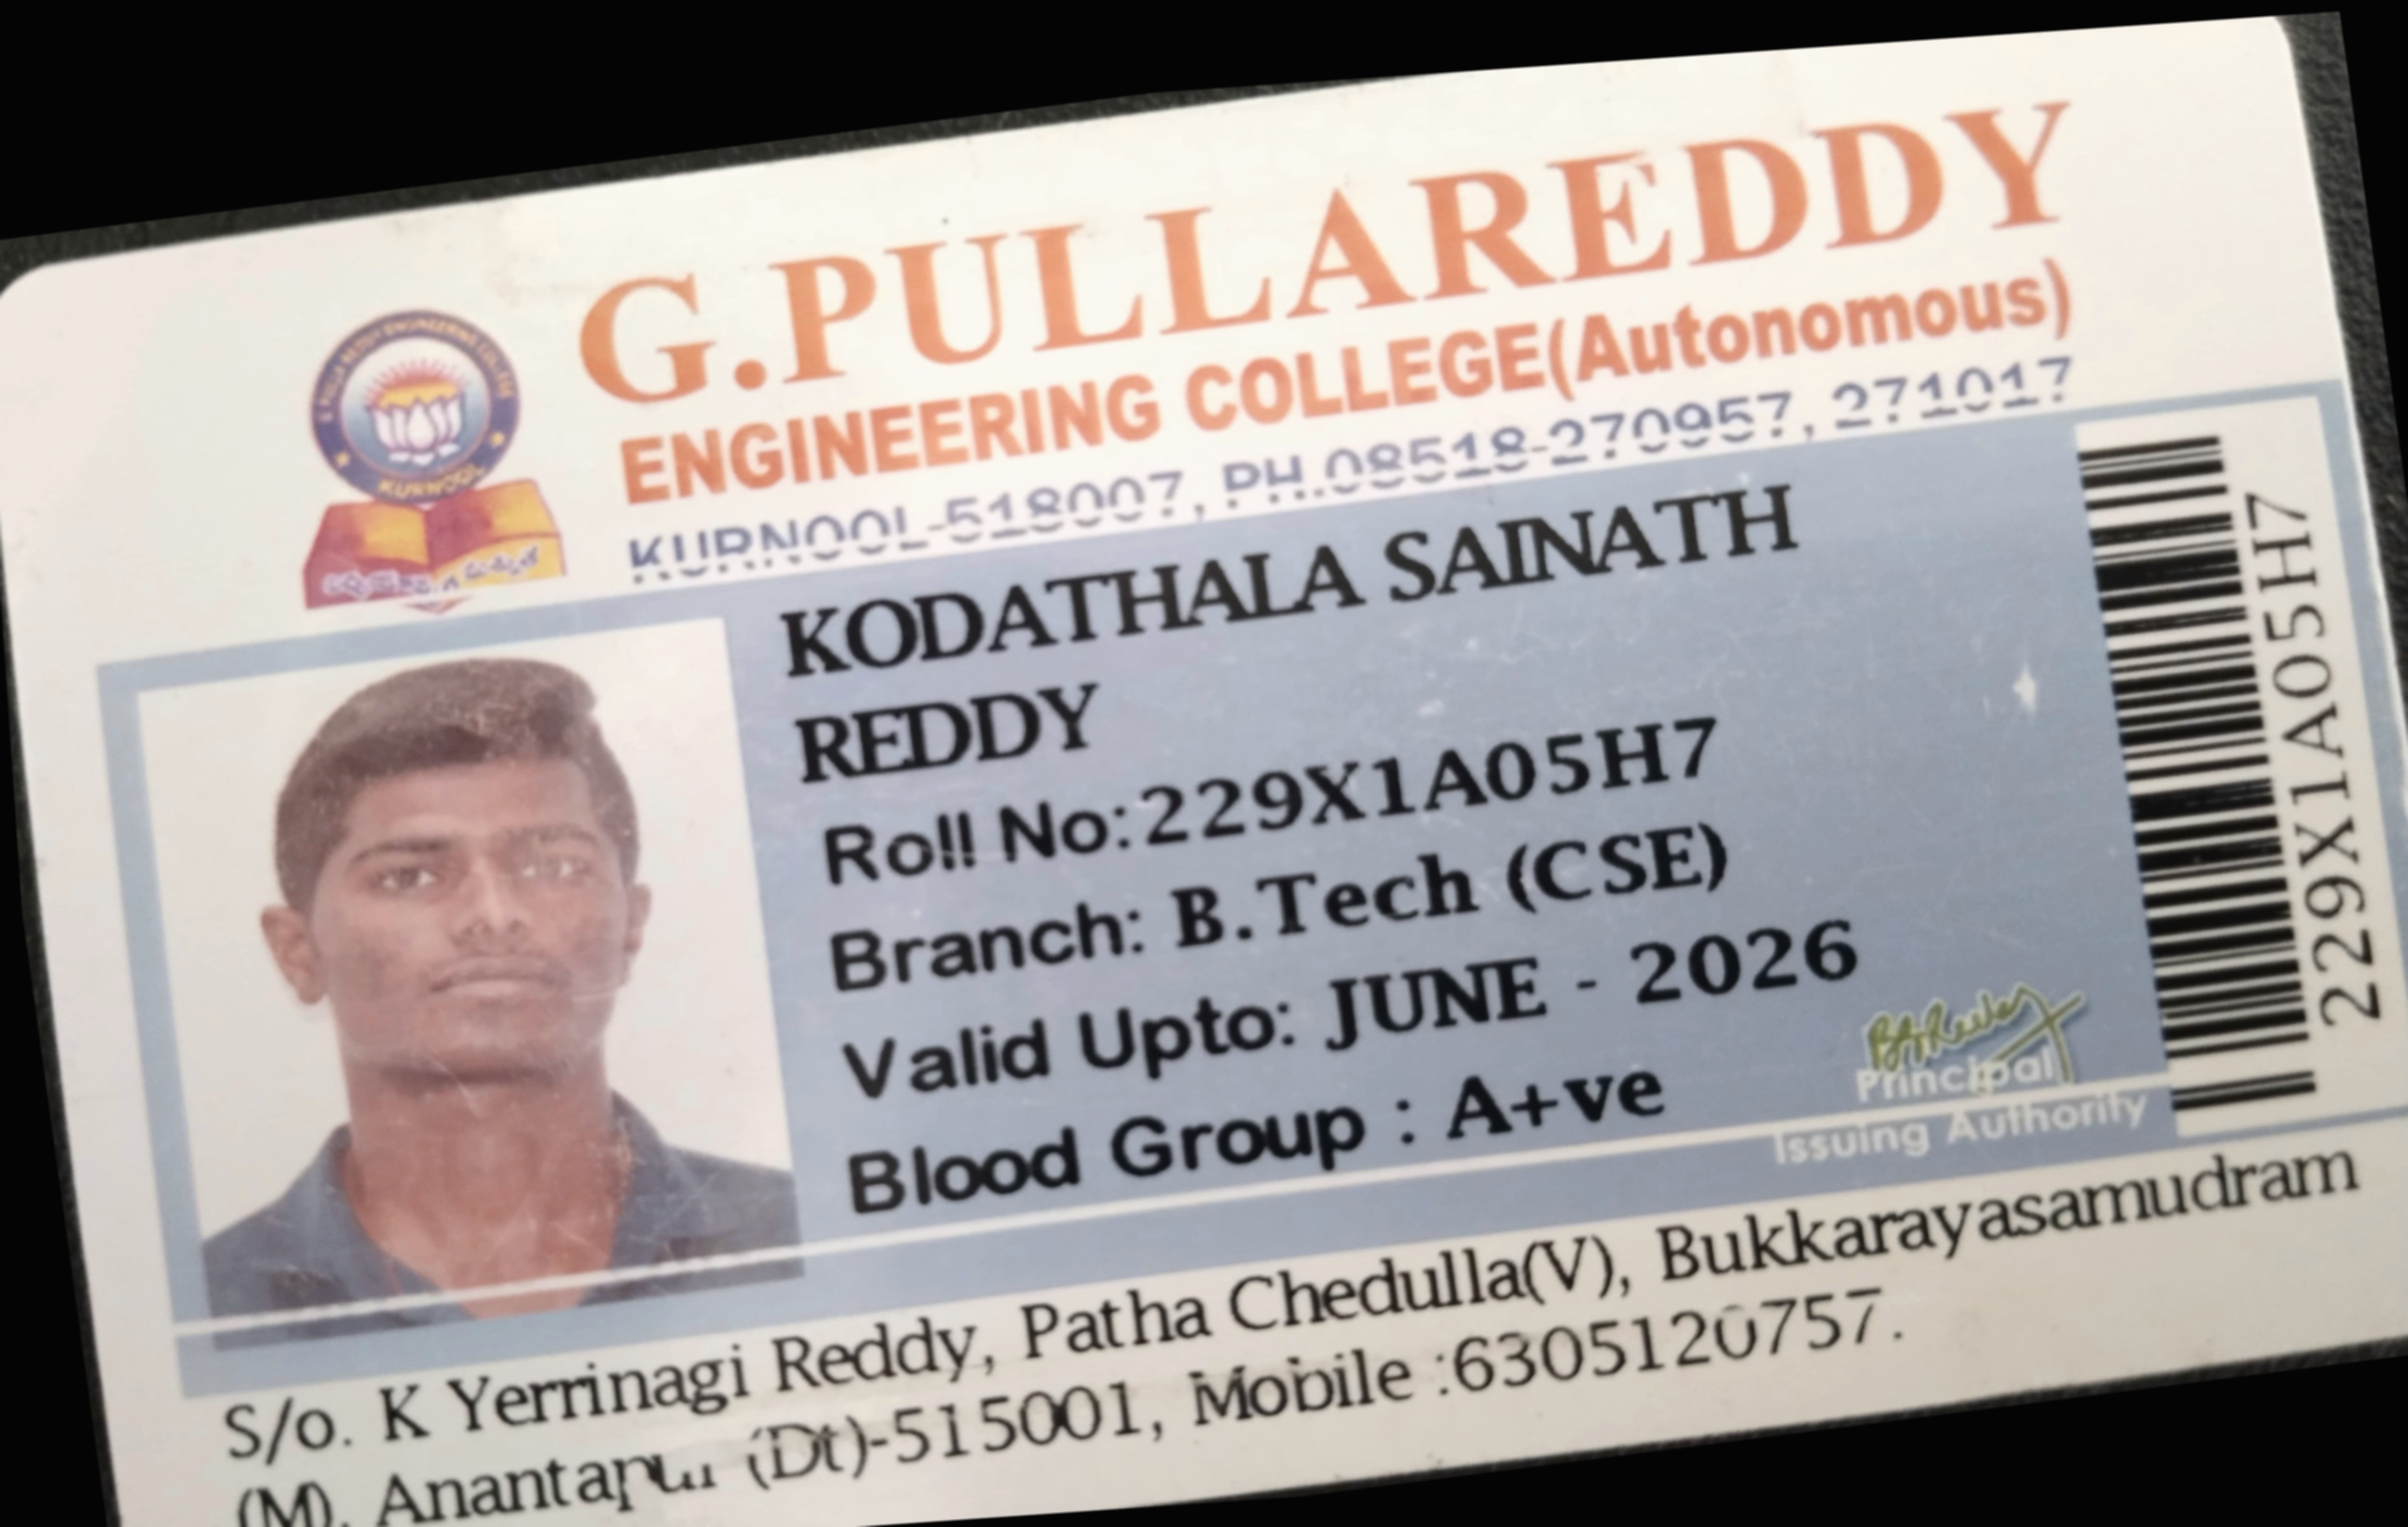 G.PULLAREDDY
ENGINEERING COLLEGE(Autonomous)
KURNOOL-518007, PH.08518-270957, 271017
KURNOOL
KODATHALA SAINATH
REDDY
Roll No:229X1A05H7
Branch: B.Tech (CSE)
Valid Upto: JUNE - 2026
Blood Group : A+ve
Principal
Issuing Authority
229X1A05H7
S/o. K Yerrinagi Reddy, Patha Chedulla(V), Bukkarayasamudram
(M), Anantapur (Dt)-515001, Mobile :6305120757.